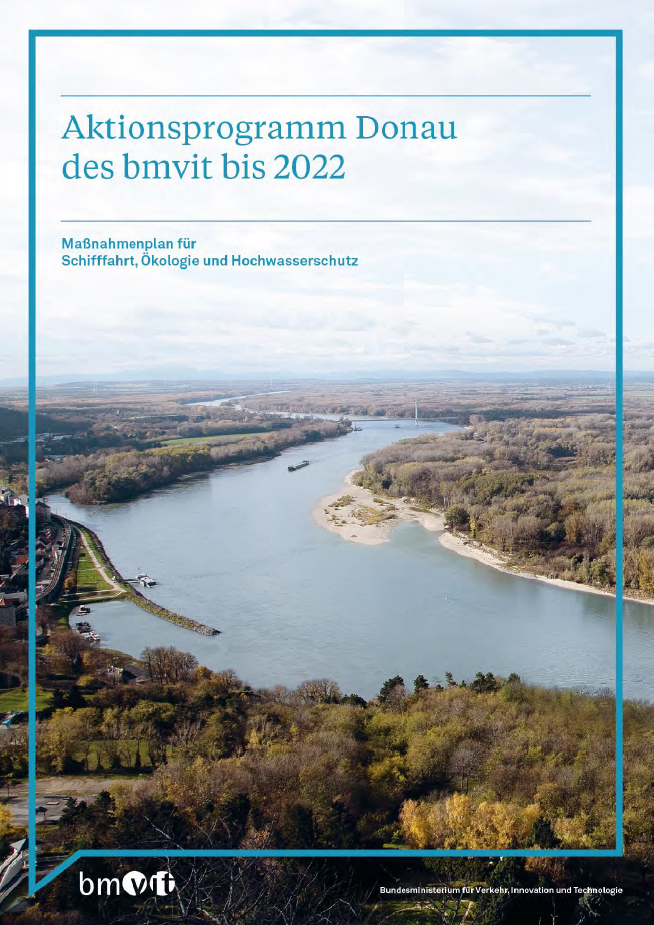 Aktionsprogramm Donau
des bmvit bis 2022
Maßnahmenplan für
Schifffahrt, Ökologie und Hochwasserschutz
bmvit
Bundesministerium für Verkehr, Innovation und Technologie